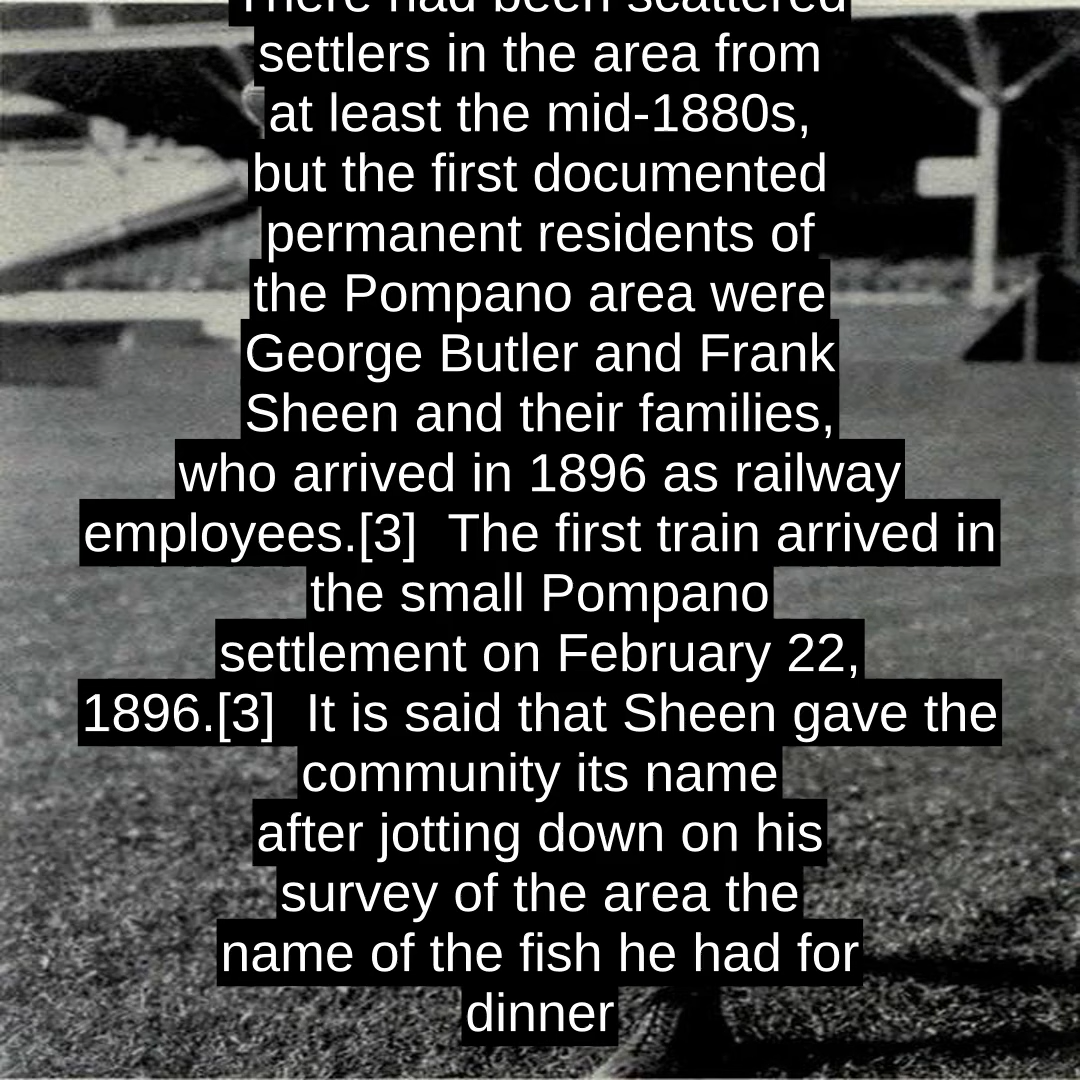 There had been scattered
settlers in the area from
at least the mid-1880s,
but the first documented
permanent residents of
the Pompano area were
George Butler and Frank
Sheen and their families,
who arrived in 1896 as railway
employees.[3]  The first train arrived in
the small Pompano
settlement on February 22,
1896.[3]  It is said that Sheen gave the
community its name
after jotting down on his
survey of the area the
name of the fish he had for
dinner